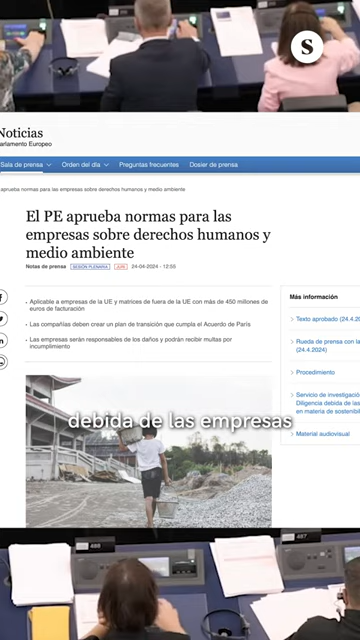 S
Noticias
arlamento Europeo
Sala de prensa
Orden del día
Preguntas frecuentes
Dosier de prensa
aprueba normas para las empresas sobre derechos humanos y medio ambiente
El PE aprueba normas para las
empresas sobre derechos humanos y
medio ambiente
Notas de prensa SESIÓN PLENARIA JURI 24-04-2024 - 12:55
Aplicable a empresas de la UE y matrices de fuera de la UE con más de 450 millones de
euros de facturación
Las compañías deben crear un plan de transición que cumpla el Acuerdo de París
Las empresas serán responsables de los daños y podrán recibir multas por
incumplimiento
Más información
Texto aprobado (24.4.20
Rueda de prensa con la
(24.4.2024)
Procedimiento
Servicio de investigació
Diligencia debida de las
en materia de sostenibil
Material audiovisual
debida de las empresas
486
487